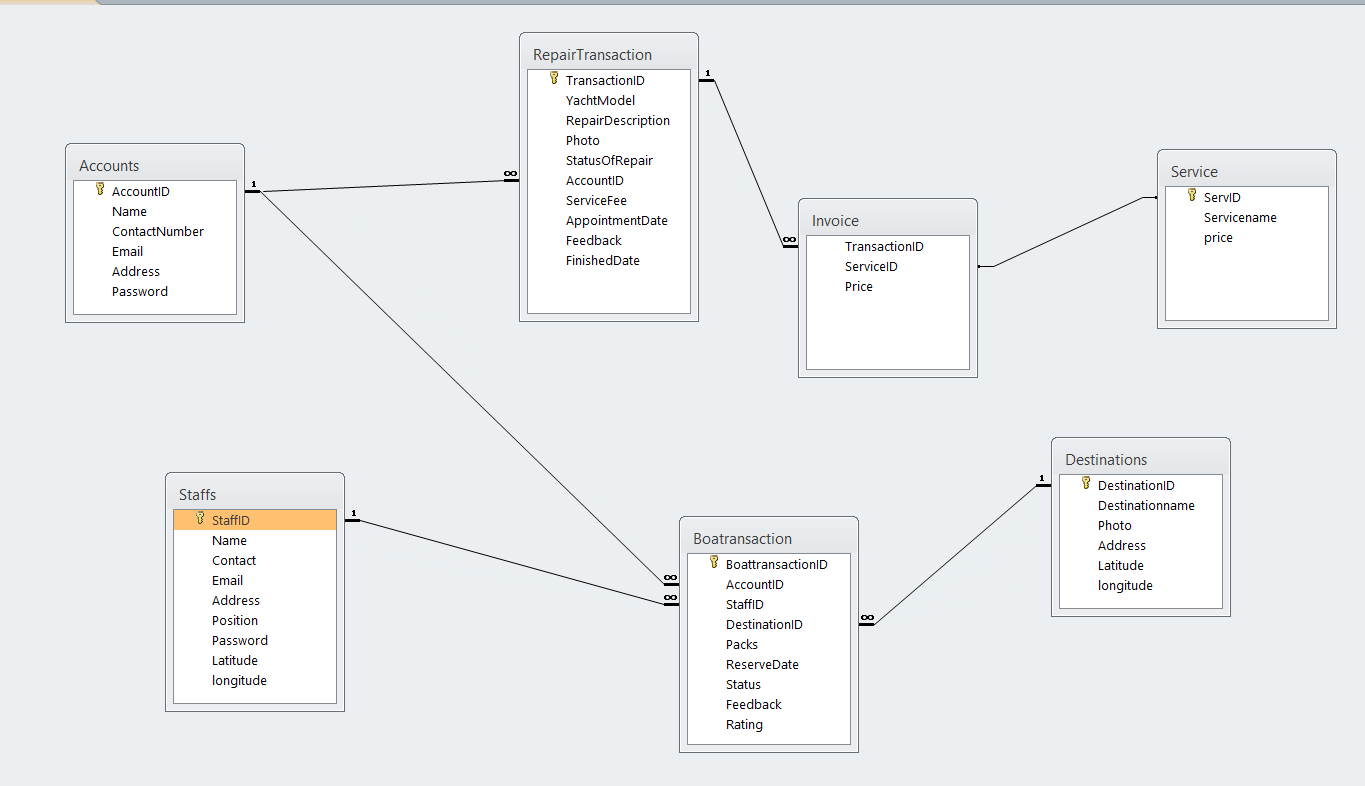 RepairTransaction
TransactionID
YachtModel
RepairDescription
Photo
StatusOfRepair
AccountID
ServiceFee
AppointmentDate
Feedback
FinishedDate
1
∞
Accounts
AccountID
Name
ContactNumber
Email
Address
Password
1
∞
Invoice
TransactionID
ServiceID
Price
Service
ServID
Servicename
price
Staffs
StaffID
Name
Contact
Email
Address
Position
Password
Latitude
longitude
1
∞
∞
Boatransaction
BoattransactionID
AccountID
StaffID
DestinationID
Packs
ReserveDate
Status
Feedback
Rating
∞
1
Destinations
DestinationID
Destinationname
Photo
Address
Latitude
longitude